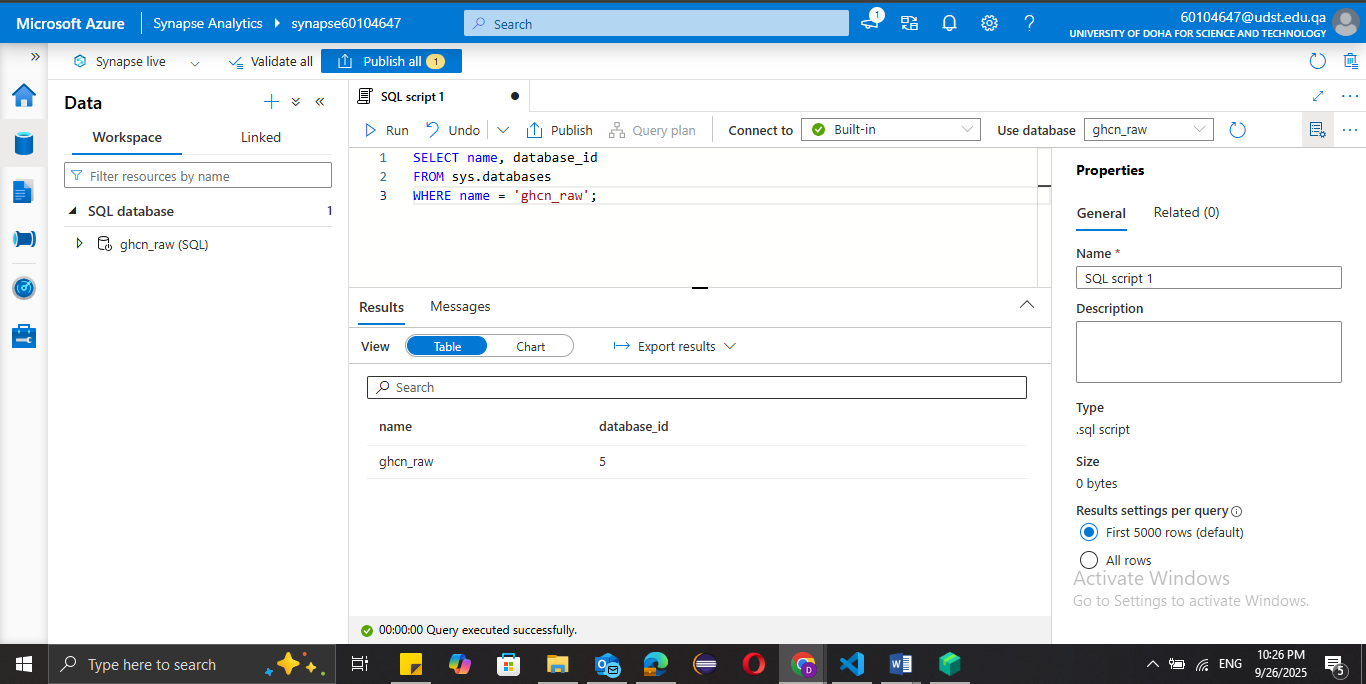 Microsoft Azure
Synapse Analytics
synapse60104647
Search
1
60104647@udst.edu.qa
UNIVERSITY OF DOHA FOR SCIENCE AND TECHNOLOGY
Synapse live
Validate all
Publish all 1
Data
Workspace
Linked
Filter resources by name
SQL database
1
ghcn_raw (SQL)
SQL script 1
Run
Undo
Publish
Query plan
Connect to
Built-in
Use database
ghcn_raw
1 SELECT name, database_id
2 FROM sys.databases
3 WHERE name = 'ghcn_raw';
Results
Messages
View
Table
Chart
Export results
Search
name database_id
ghcn_raw 5
00:00:00 Query executed successfully.
Properties
General
Related (0)
Name *
SQL script 1
Description
Type
.sql script
Size
0 bytes
Results settings per query
First 5000 rows (default)
All rows
Activate Windows
Go to Settings to activate Windows.
Type here to search
D
ENG
10:26 PM
9/26/2025
5